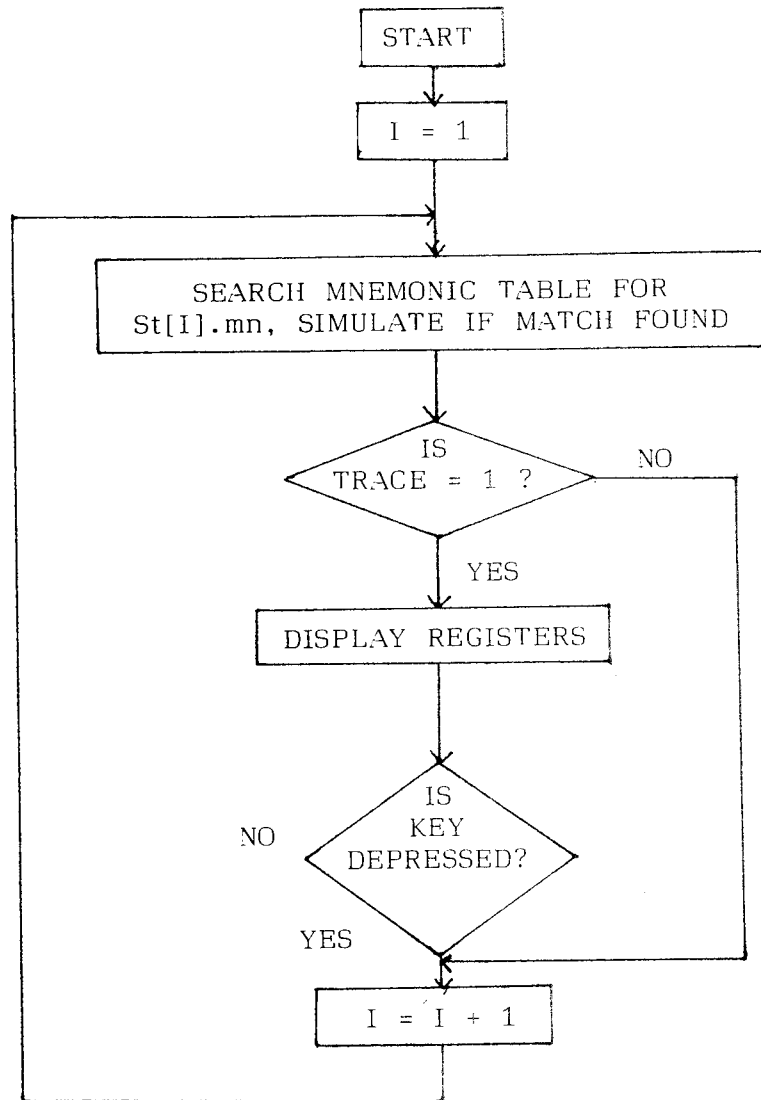 START
I = 1
SEARCH MNEMONIC TABLE FOR
St[I].mn, SIMULATE IF MATCH FOUND
IS
TRACE = 1 ?
NO
YES
DISPLAY REGISTERS
IS
KEY
DEPRESSED?
NO
YES
I = I + 1